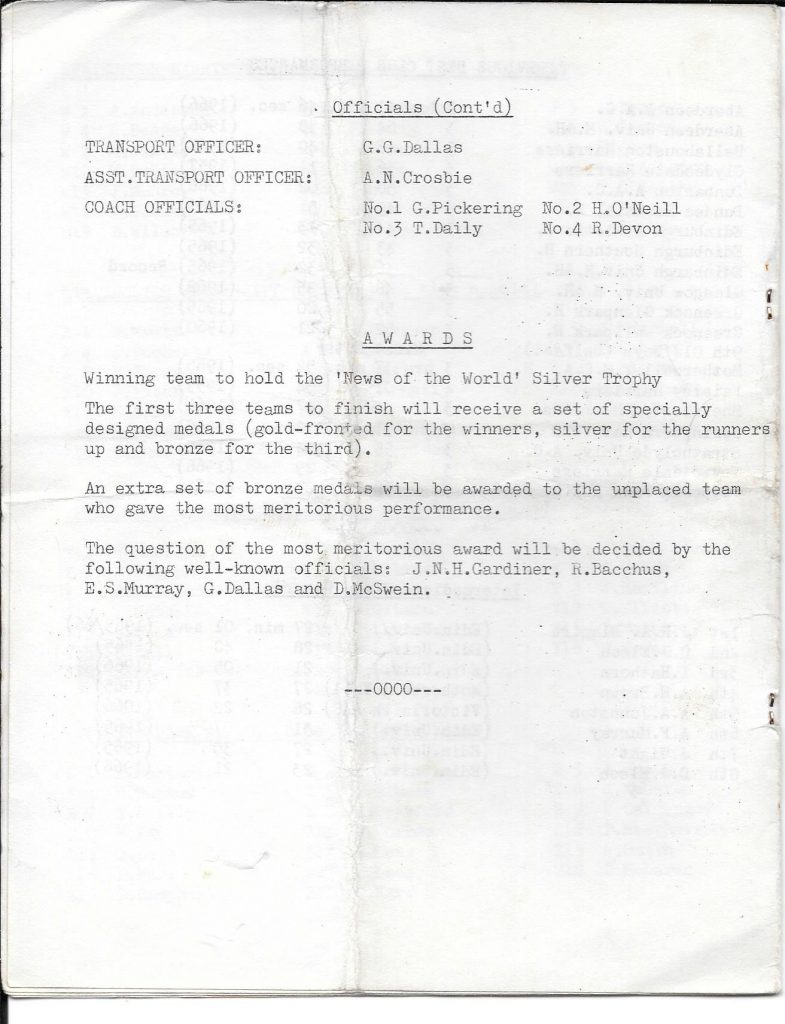 Officials (Cont'd)
TRANSPORT OFFICER: G.G.Dallas
ASST.TRANSPORT OFFICER: A.N.Crosbie
COACH OFFICIALS: No.1 G.Pickering No.2 H.O'Neill
No.3 T.Daily No.4 R.Devon
A W A R D S
Winning team to hold the 'News of the World' Silver Trophy
The first three teams to finish will receive a set of specially
designed medals (gold-fronted for the winners, silver for the runners
up and bronze for the third).
An extra set of bronze medals will be awarded to the unplaced team
who gave the most meritorious performance.
The question of the most meritorious award will be decided by the
following well-known officials: J.N.H.Gardiner, R.Bacchus,
E.S.Murray, G.Dallas and D.McSwein.
---0000---